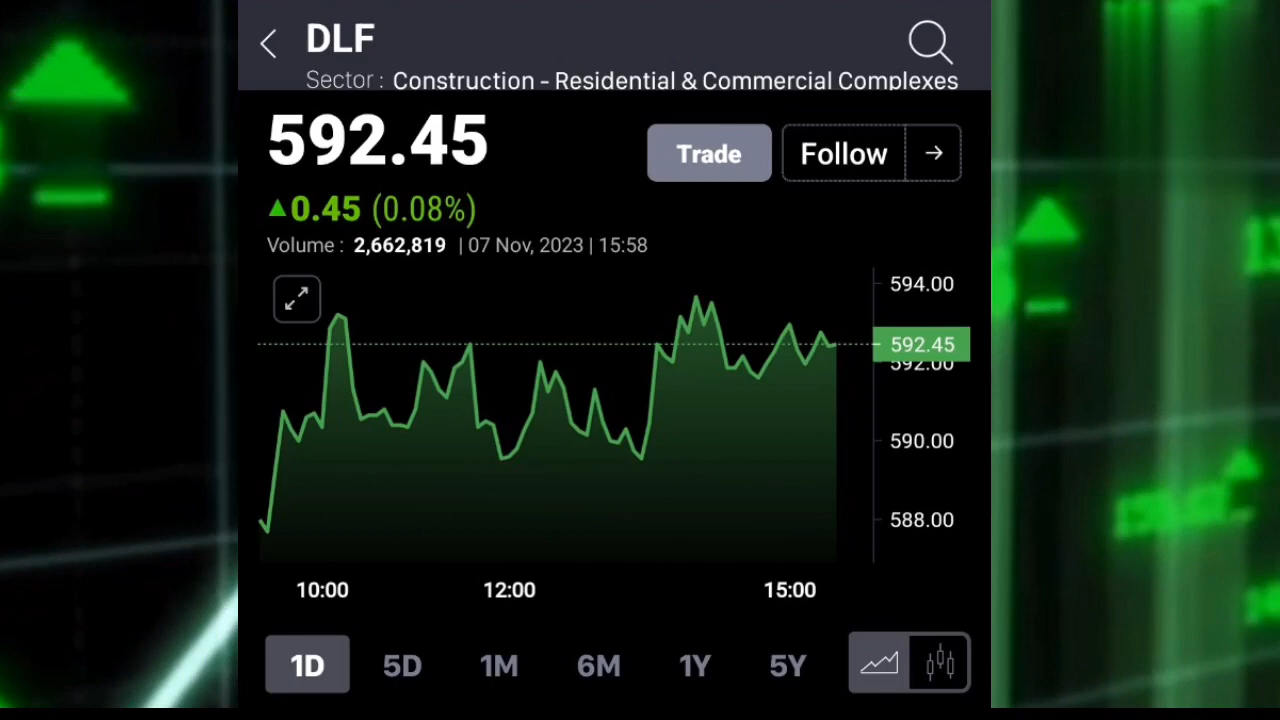 DLF
Sector : Construction - Residential & Commercial Complexes
592.45
Trade
Follow
▲0.45 (0.08%)
Volume : 2,662,819 | 07 Nov, 2023 | 15:58
594.00
592.45
592.00
590.00
588.00
10:00 12:00 15:00
1D 5D 1M 6M 1Y 5Y